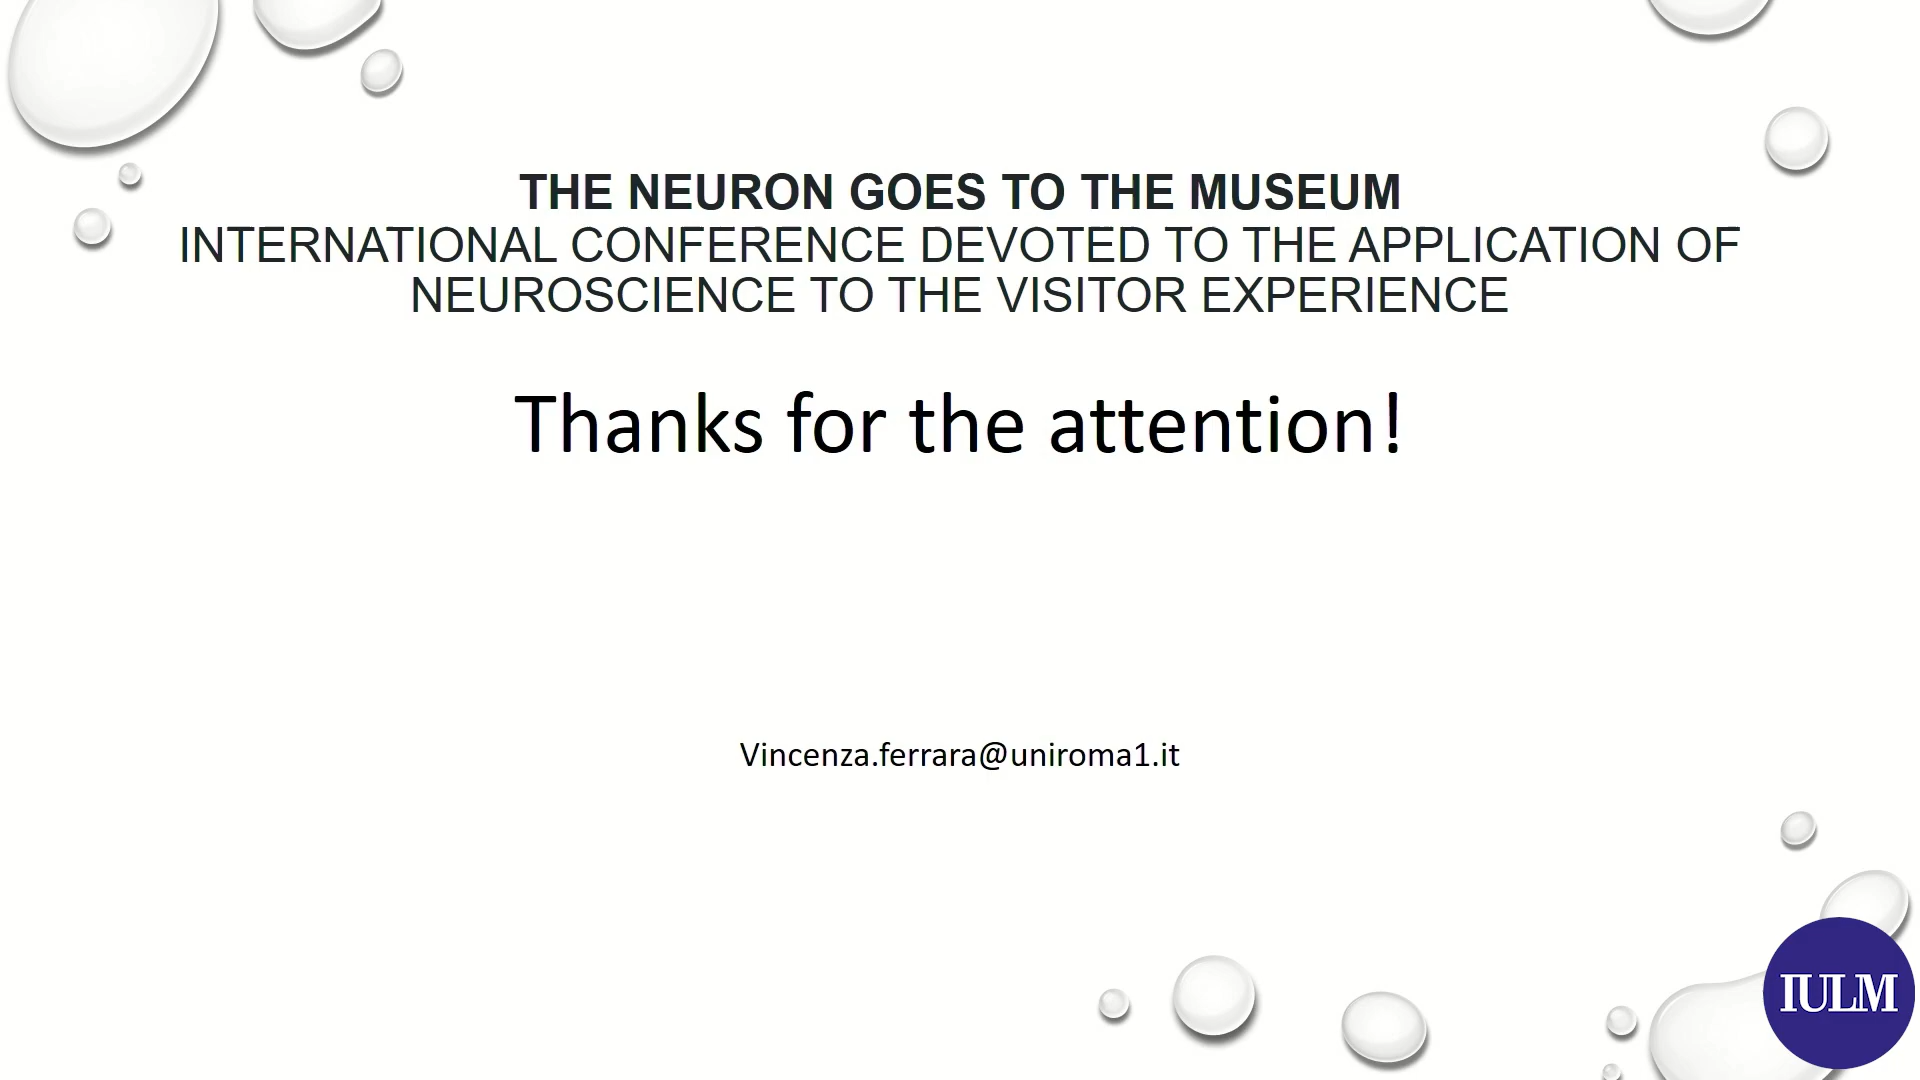 THE NEURON GOES TO THE MUSEUM
INTERNATIONAL CONFERENCE DEVOTED TO THE APPLICATION OF
NEUROSCIENCE TO THE VISITOR EXPERIENCE
Thanks for the attention!
Vincenza.ferrara@uniroma1.it
IULM